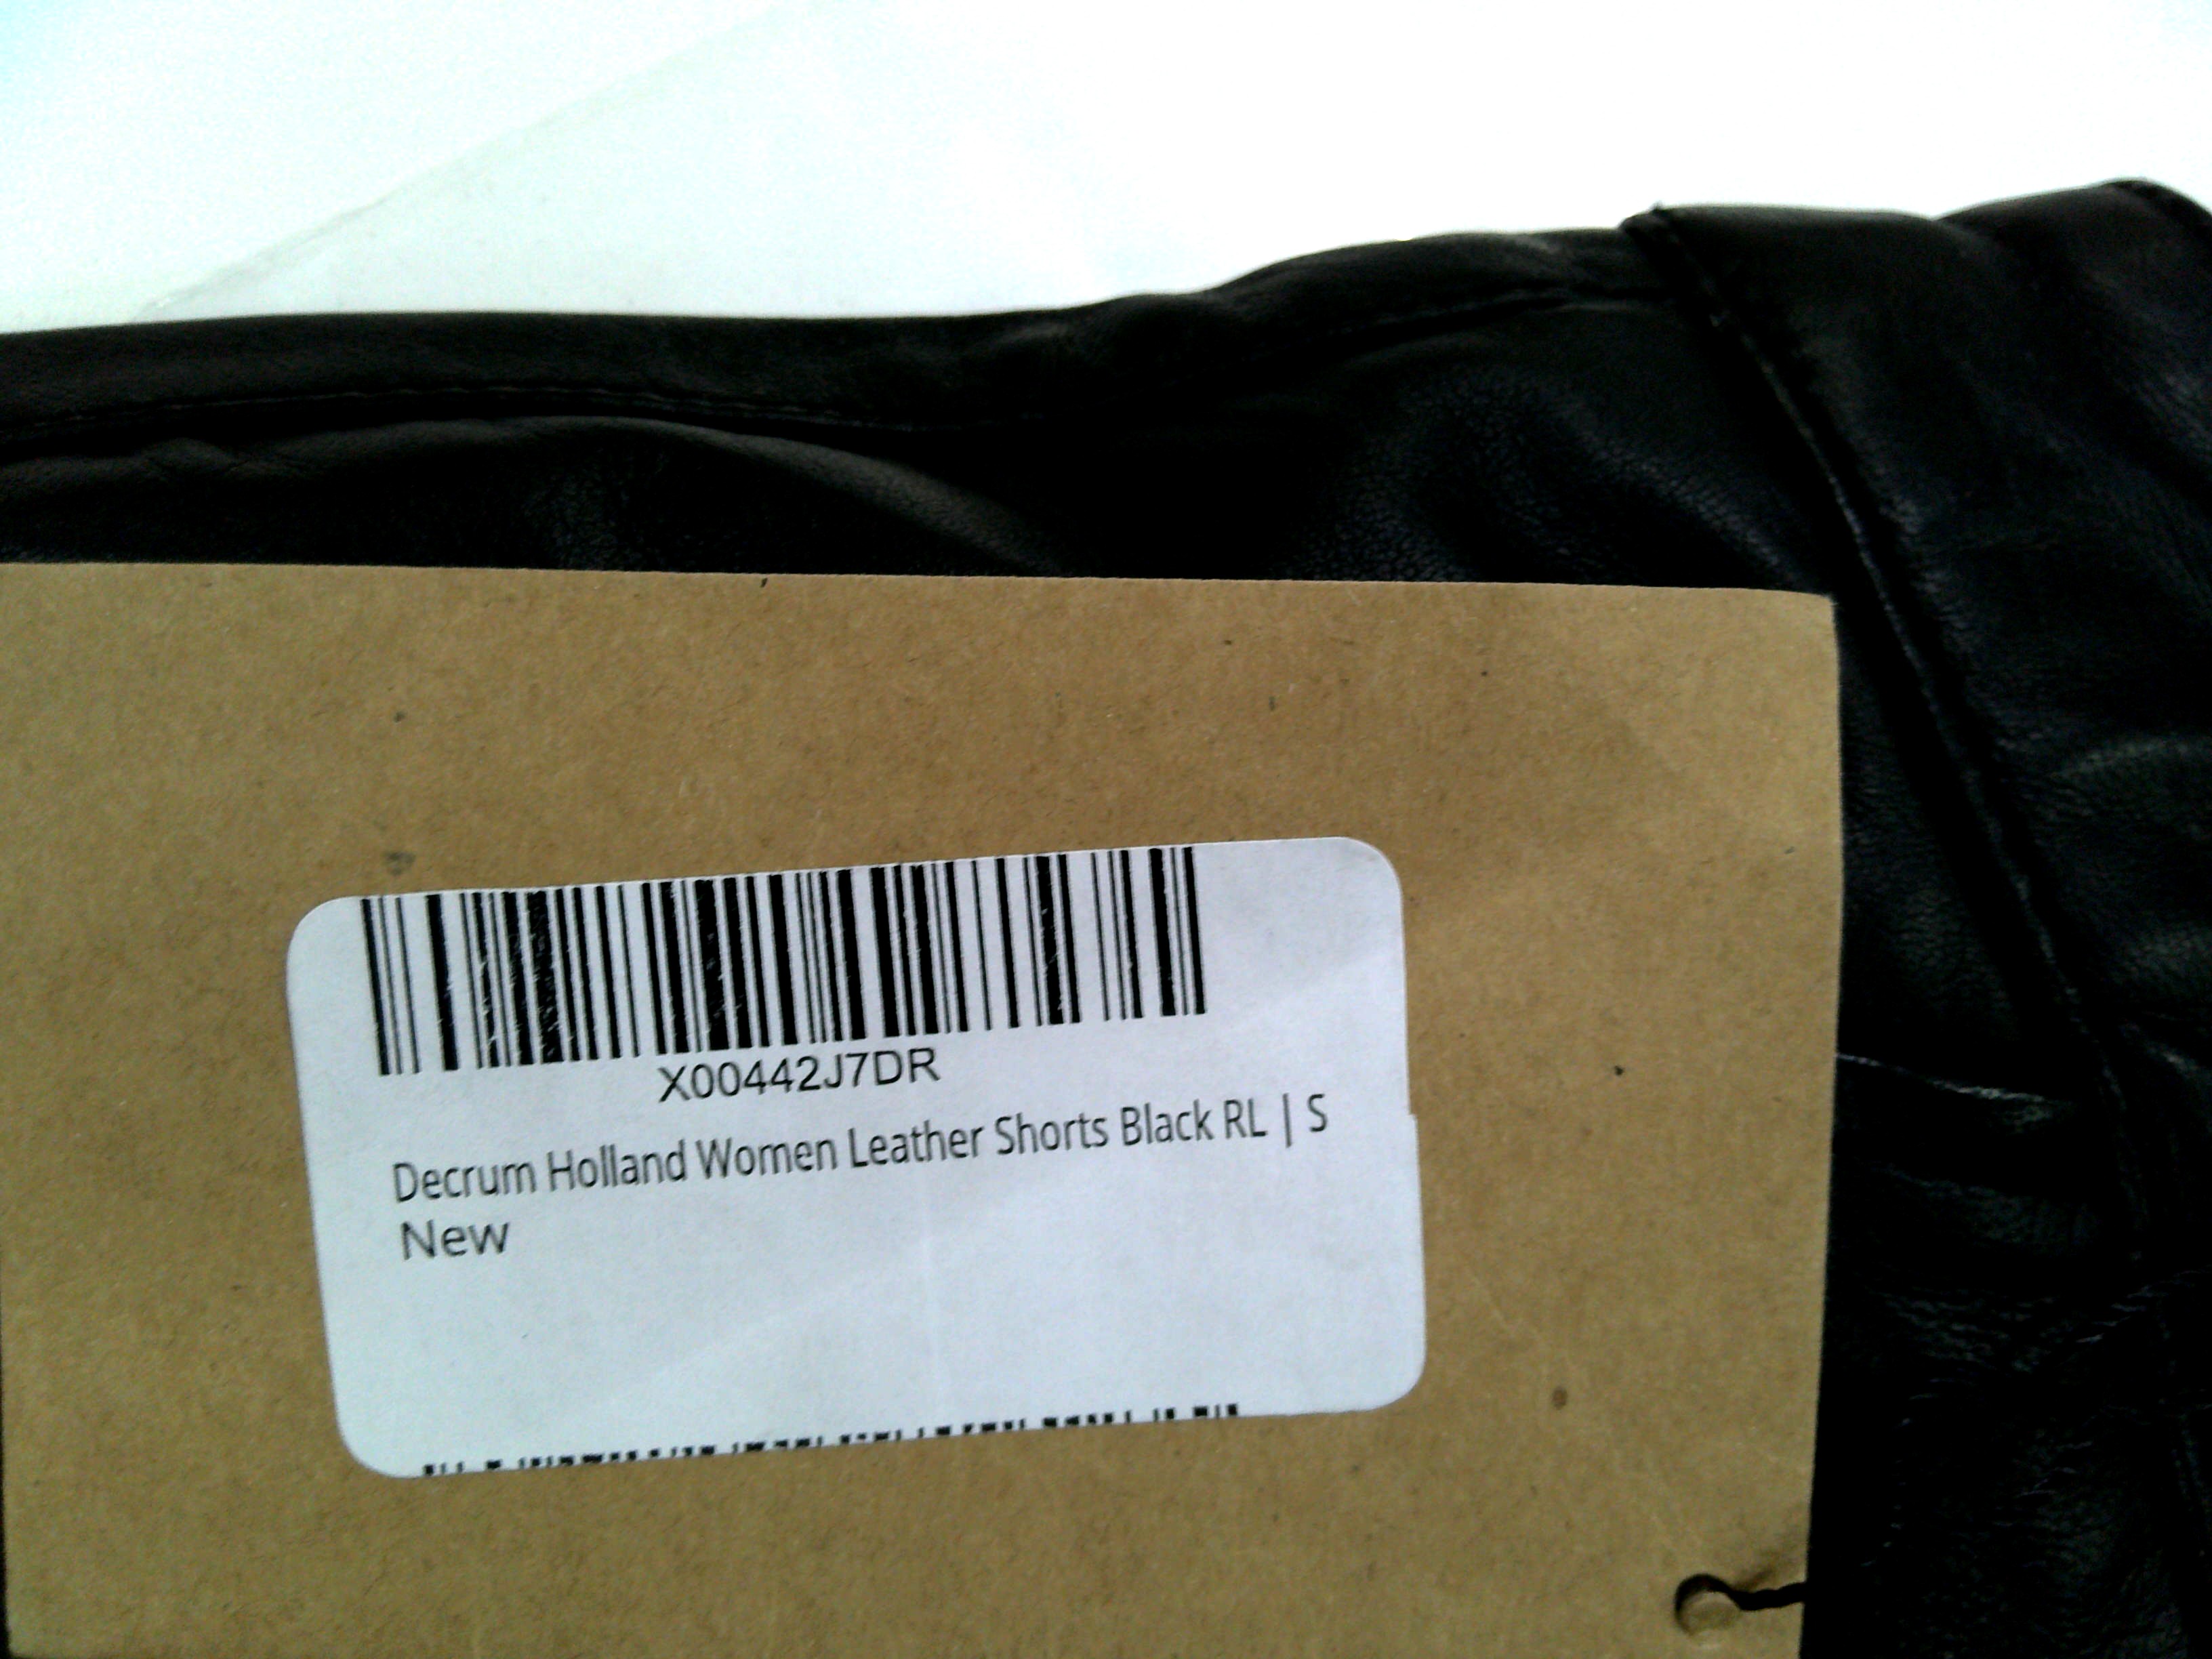 X00442J7DR
Decrum Holland Women Leather Shorts Black RL | S
New